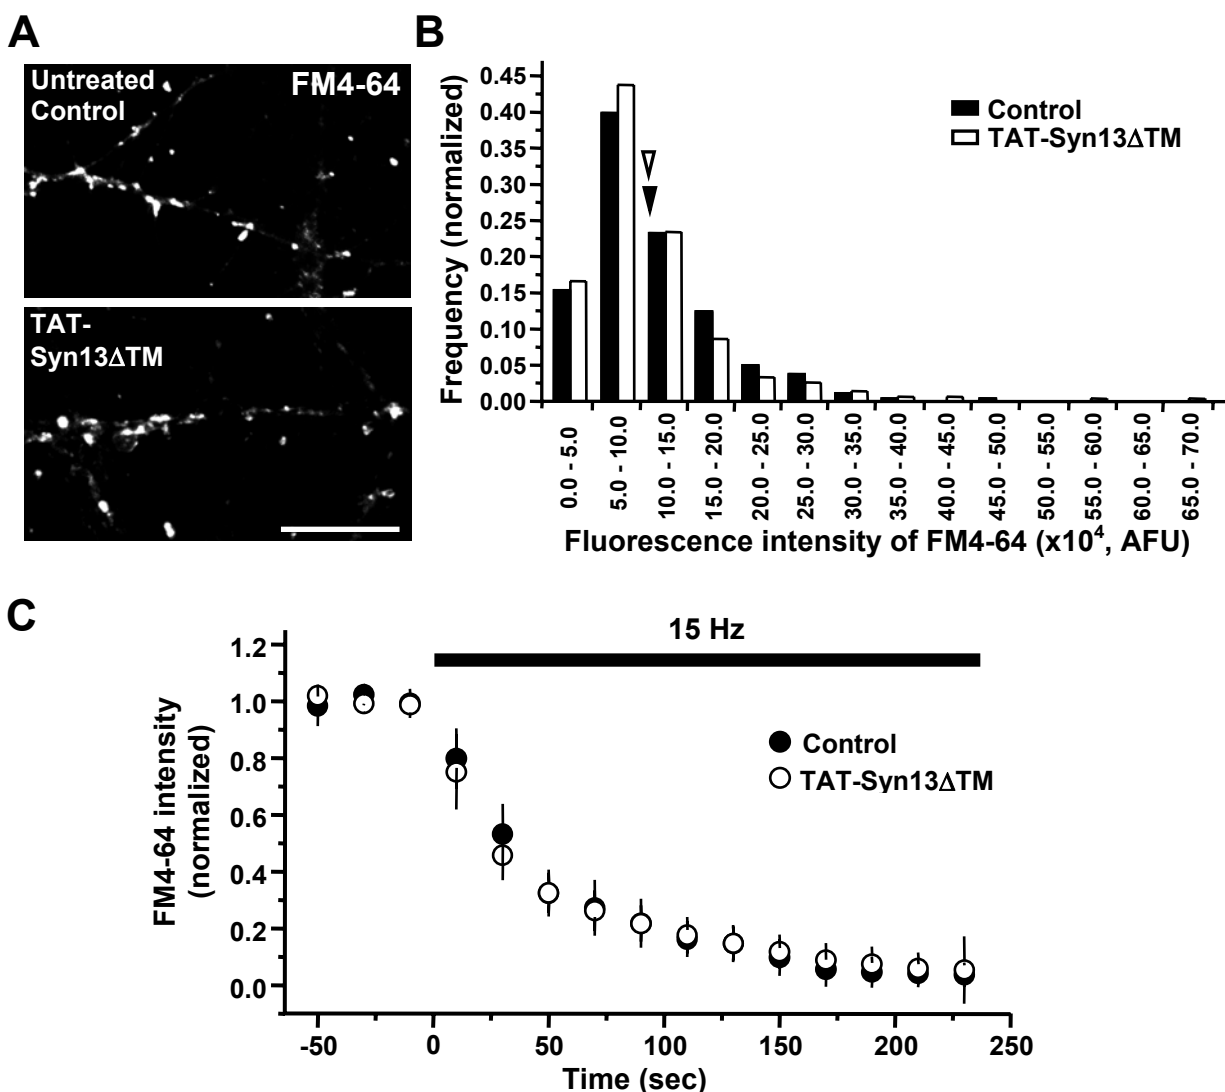 A
Untreated
Control
FM4-64
TAT-
Syn13ΔTM
B
Frequency (normalized)
0.45
0.40
0.35
0.30
0.25
0.20
0.15
0.10
0.05
0.00
Control
TAT-Syn13ΔTM
0.0 - 5.0
5.0 - 10.0
10.0 - 15.0
15.0 - 20.0
20.0 - 25.0
25.0 - 30.0
30.0 - 35.0
35.0 - 40.0
40.0 - 45.0
45.0 - 50.0
50.0 - 55.0
55.0 - 60.0
60.0 - 65.0
65.0 - 70.0
Fluorescence intensity of FM4-64 (x10⁴, AFU)
C
FM4-64 intensity
(normalized)
1.2
1.0
0.8
0.6
0.4
0.2
0.0
15 Hz
Control
TAT-Syn13ΔTM
-50
0
50
100
150
200
250
Time (sec)